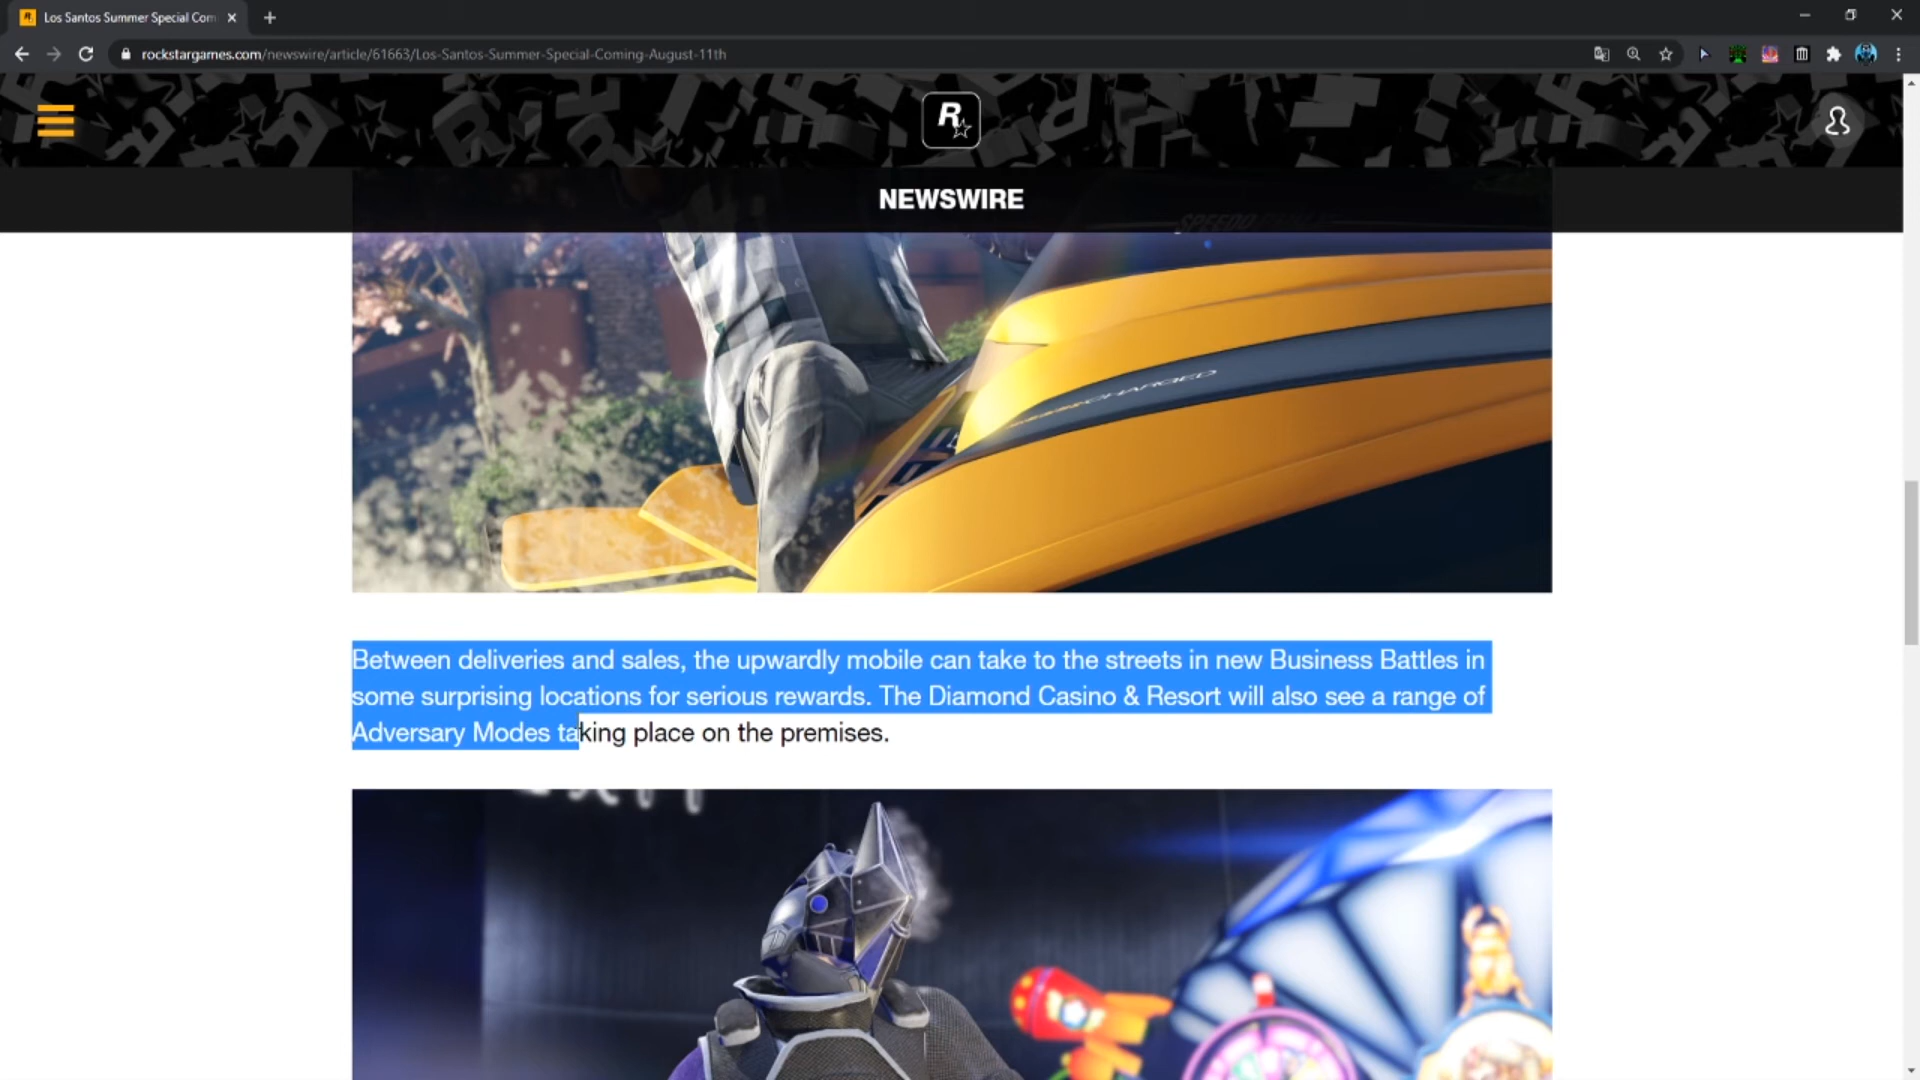 Los Santos Summer Special Com
rockstargames.com/newswire/article/61663/Los-Santos-Summer-Special-Coming-August-11th
R
NEWSWIRE
SPEEDO
CHARGED
Between deliveries and sales, the upwardly mobile can take to the streets in new Business Battles in
some surprising locations for serious rewards. The Diamond Casino & Resort will also see a range of
Adversary Modes taking place on the premises.